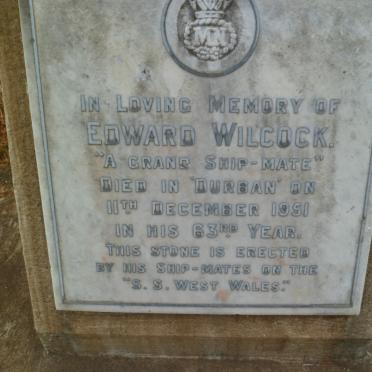 MN
IN LOVING MEMORY OF
EDWARD WILCOCK.
"A GRAND SHIP-MATE"
DIED IN DURBAN ON
11TH DECEMBER 1951
IN HIS 63RD YEAR.
THIS STONE IS ERECTED
BY HIS SHIP-MATES ON THE
"S.S. WEST WALES."